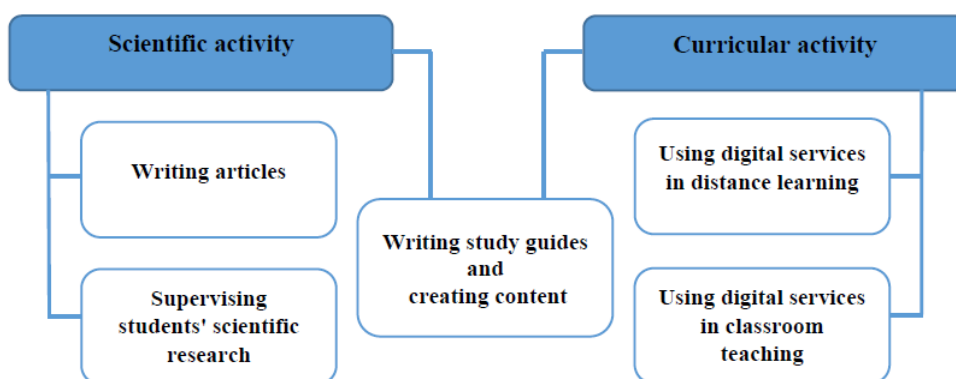 Scientific activity
Curricular activity
Writing articles
Supervising
students' scientific
research
Writing study guides
and
creating content
Using digital services
in distance learning
Using digital services
in classroom
teaching